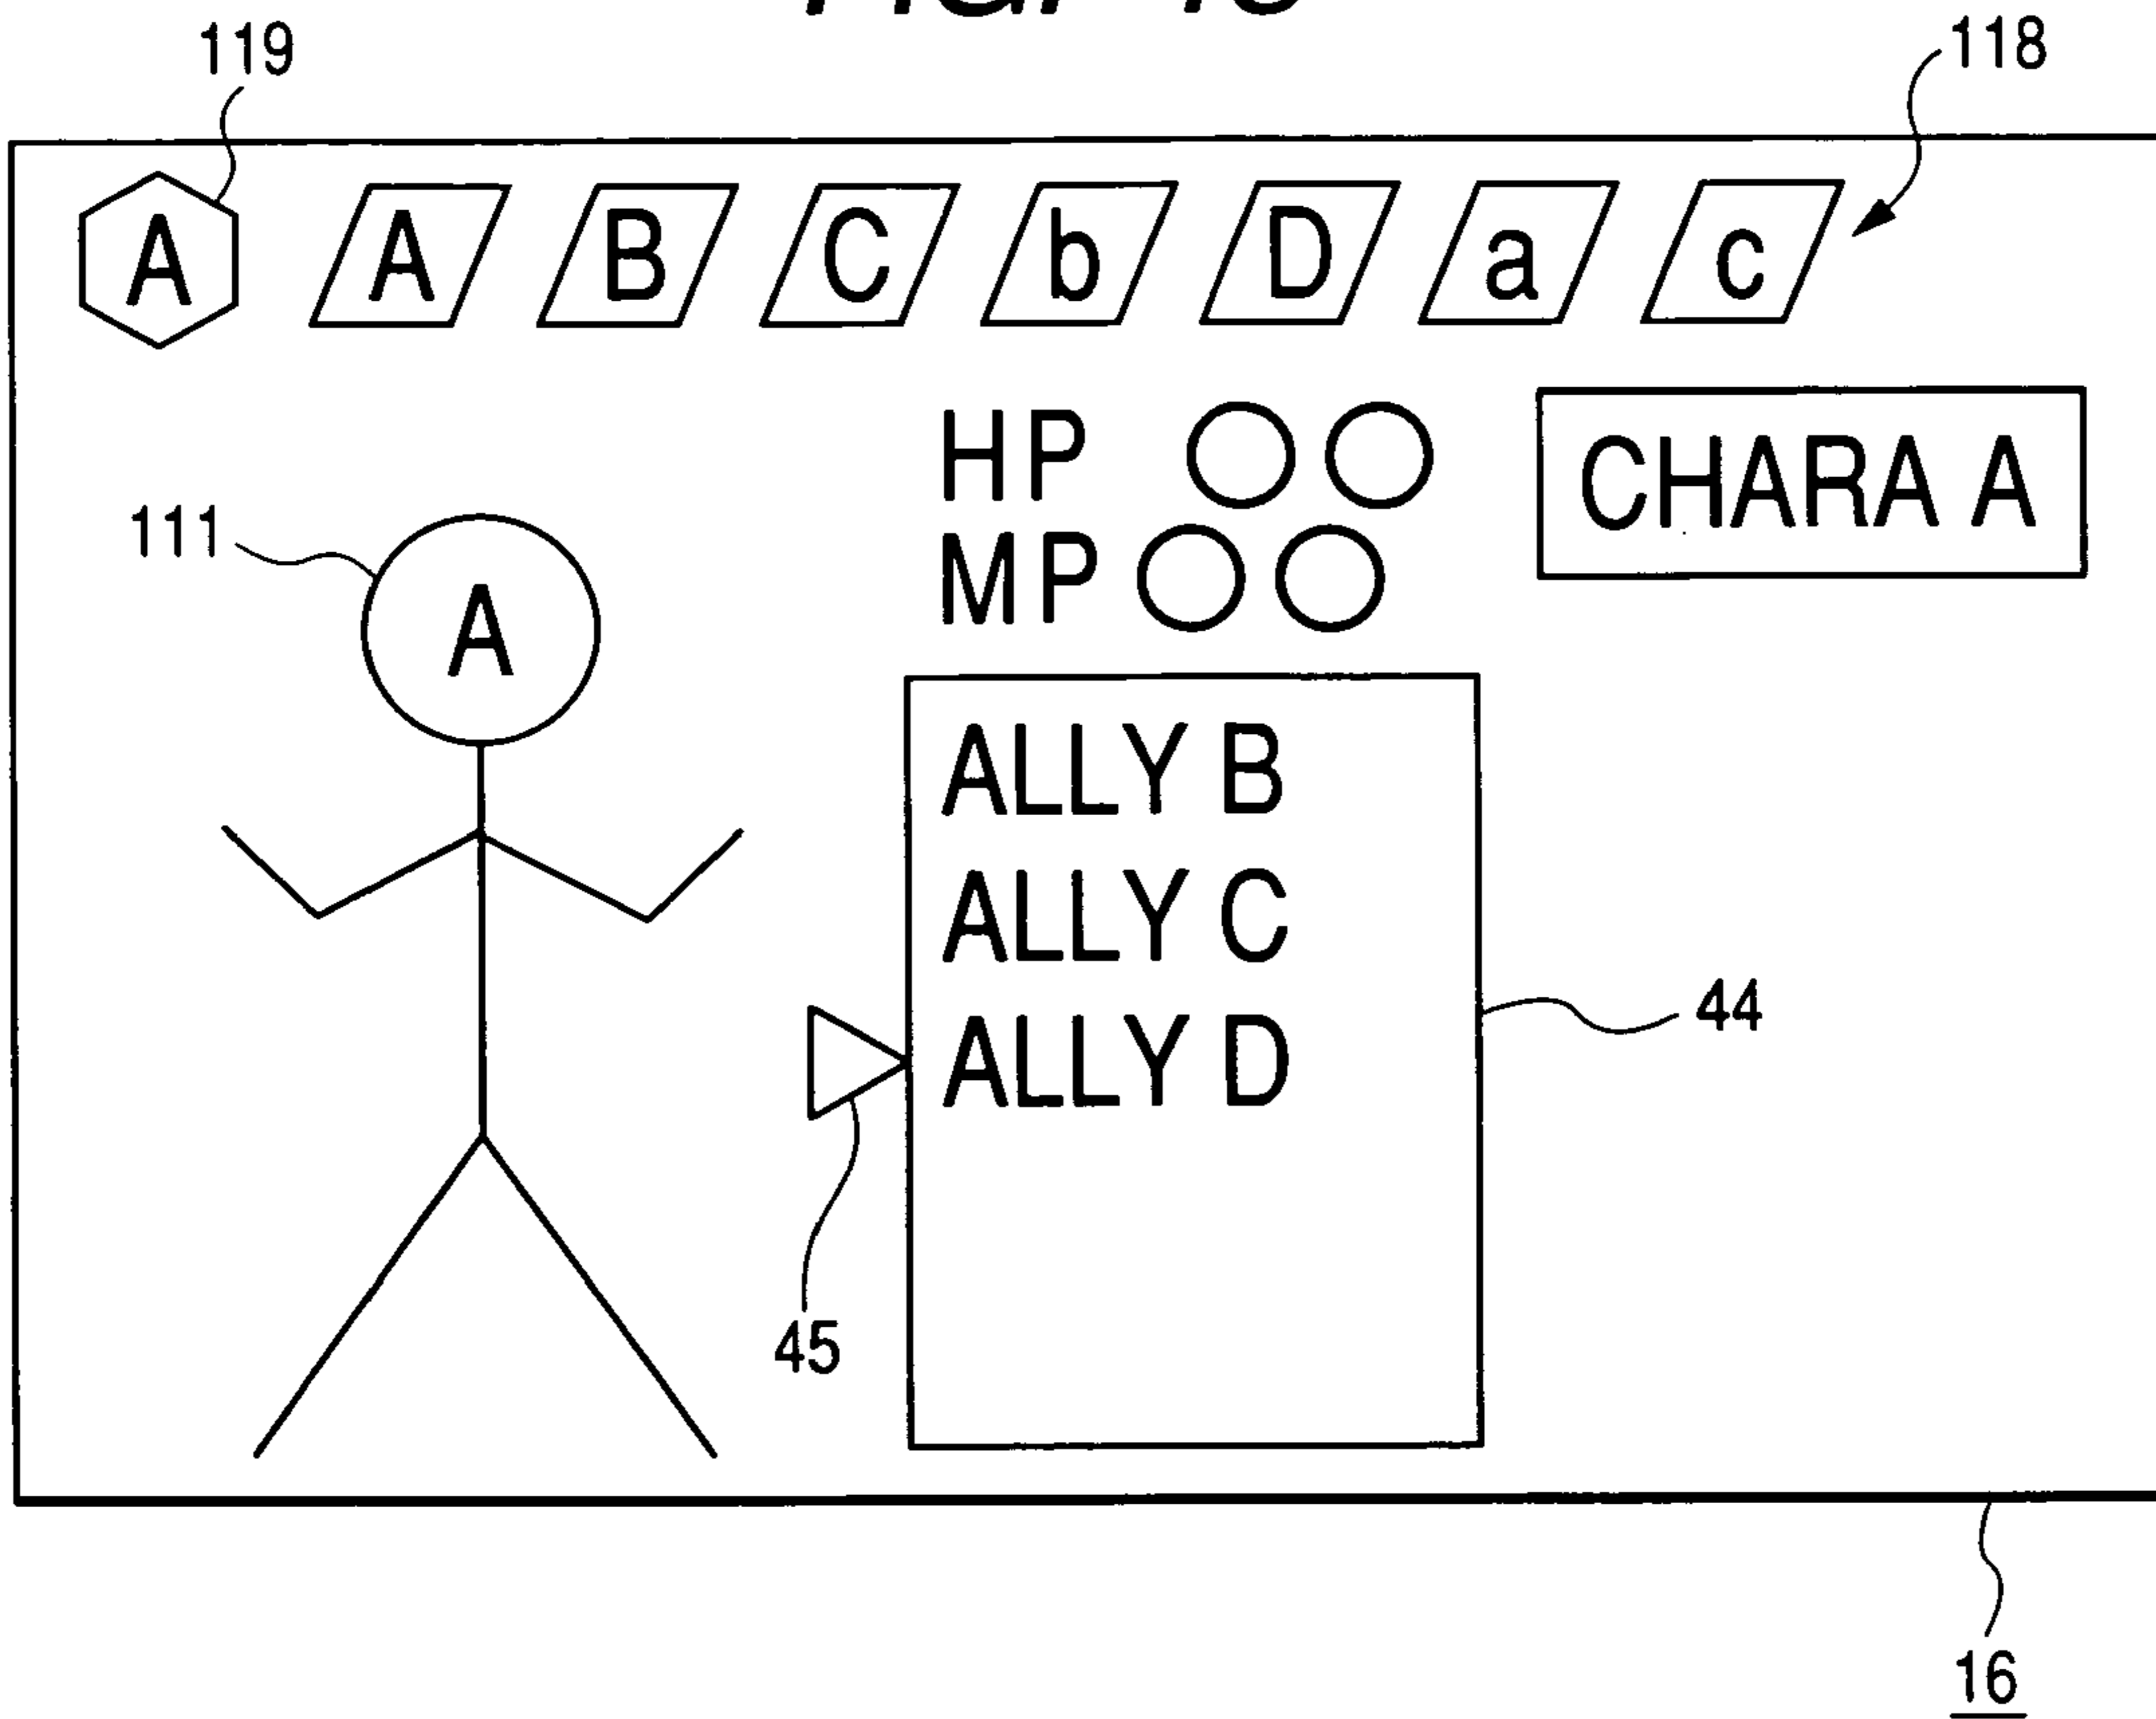 119
118
A A B C b D a c
HP
CHARA A
MP
111
A
ALLY B
ALLY C
ALLY D
44
45
16